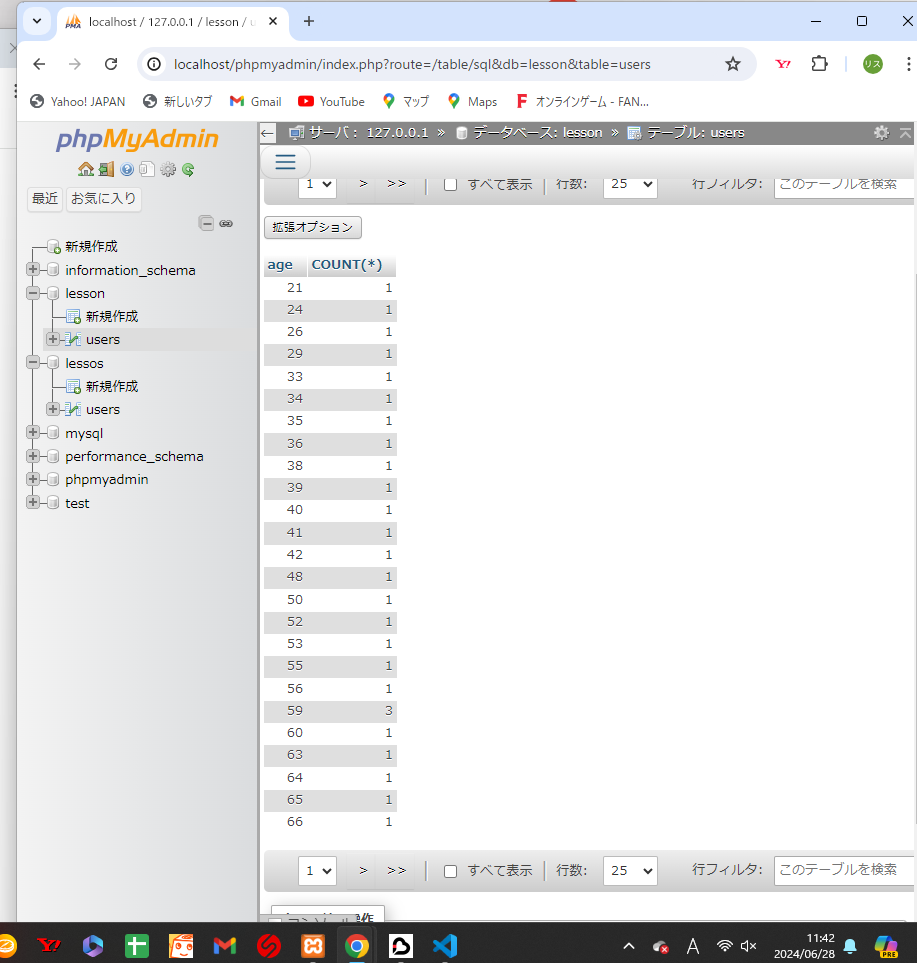 localhost / 127.0.0.1 / lesson / u
localhost/phpmyadmin/index.php?route=/table/sql&db=lesson&table=users
リス
Yahoo! JAPAN 新しいタブ Gmail YouTube マップ Maps オンラインゲーム - FAN...
phpMyAdmin
最近 お気に入り
新規作成
information_schema
lesson
新規作成
users
lessos
新規作成
users
mysql
performance_schema
phpmyadmin
test
サーバ: 127.0.0.1 » データベース: lesson » テーブル: users
1 > >> すべて表示 行数: 25 行フィルタ: このテーブルを検索
拡張オプション
age COUNT(*)
21 1
24 1
26 1
29 1
33 1
34 1
35 1
36 1
38 1
39 1
40 1
41 1
42 1
48 1
50 1
52 1
53 1
55 1
56 1
59 3
60 1
63 1
64 1
65 1
66 1
1 > >> すべて表示 行数: 25 行フィルタ: このテーブルを検索
A 11:42
2024/06/28
PRE